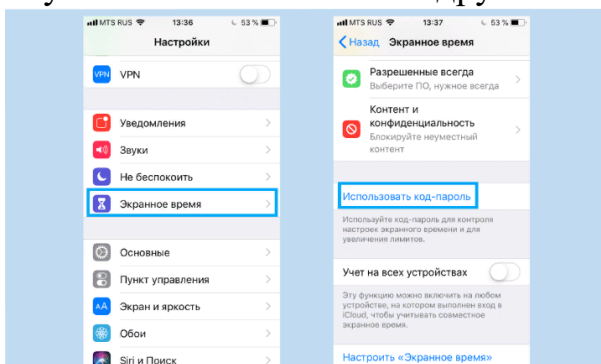 MTS RUS 13:36 53 %
Настройки
VPN VPN
Уведомления
Звуки
Не беспокоить
Экранное время
Основные
Пункт управления
AA Экран и яркость
Обои
Siri и Поиск
MTS RUS 13:37 53 %
Назад Экранное время
Разрешенные всегда
Выберите ПО, нужное всегда
Контент и
конфиденциальность
Блокируйте неуместный
контент
Использовать код-пароль
Используйте код-пароль для контроля
настроек экранного времени и для
увеличения лимитов.
Учет на всех устройствах
Эту функцию можно включить на любом
устройстве, на котором выполнен вход в
iCloud, чтобы учитывать совместное
экранное время.
Настроить «Экранное время»